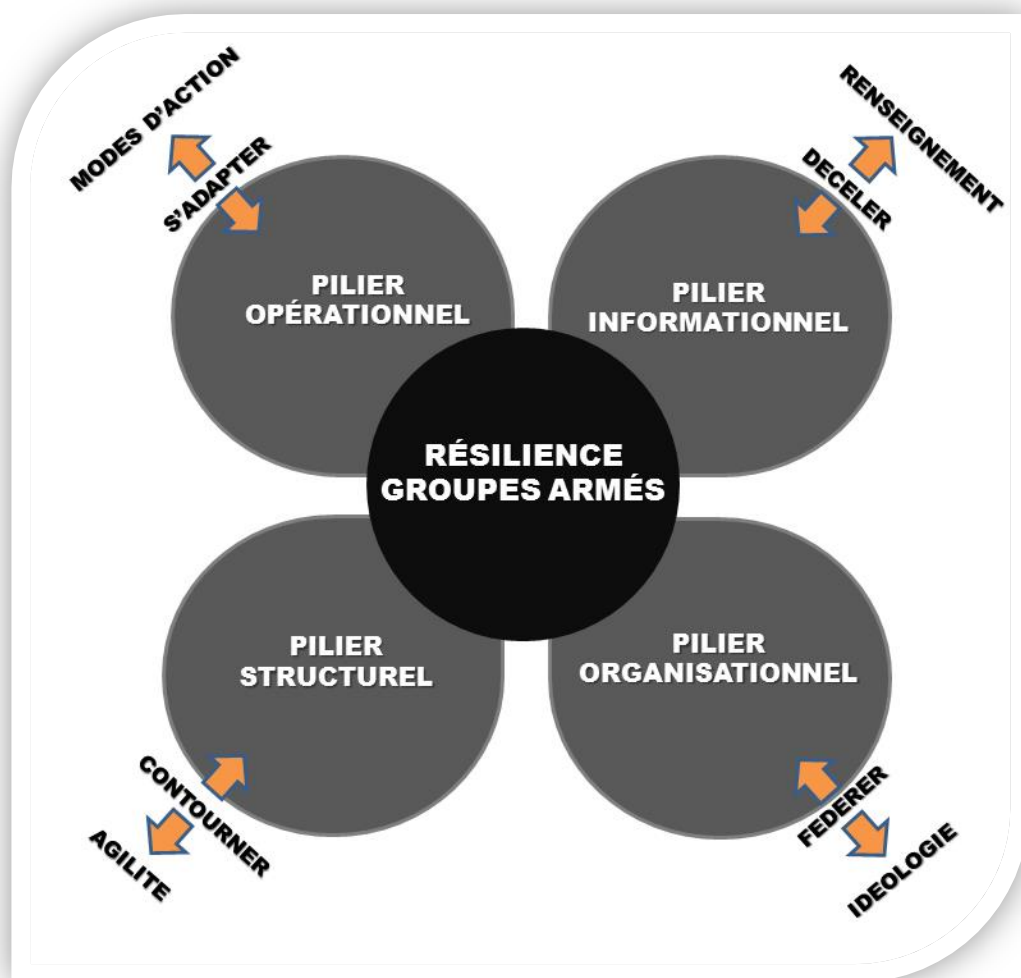 MODES D'ACTION
S'ADAPTER
RENSEIGNEMENT
DECELER
PILIER
OPÉRATIONNEL
PILIER
INFORMATIONNEL
RÉSILIENCE
GROUPES ARMÉS
PILIER
STRUCTUREL
PILIER
ORGANISATIONNEL
CONTOURNER
AGILITE
FEDERER
IDEOLOGIE